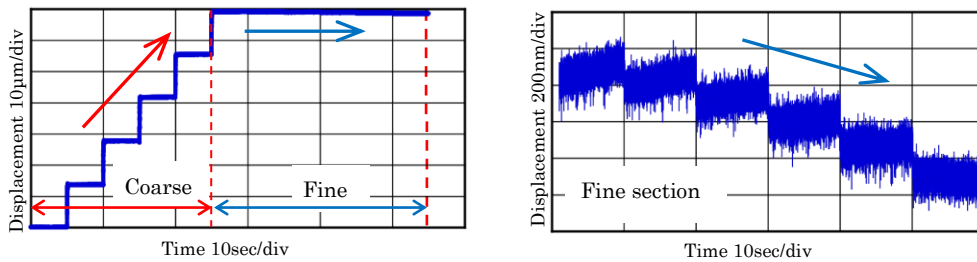 Displacement 10μm/div
Coarse
Fine
Time 10sec/div
Displacement 200nm/div
Fine section
Time 10sec/div